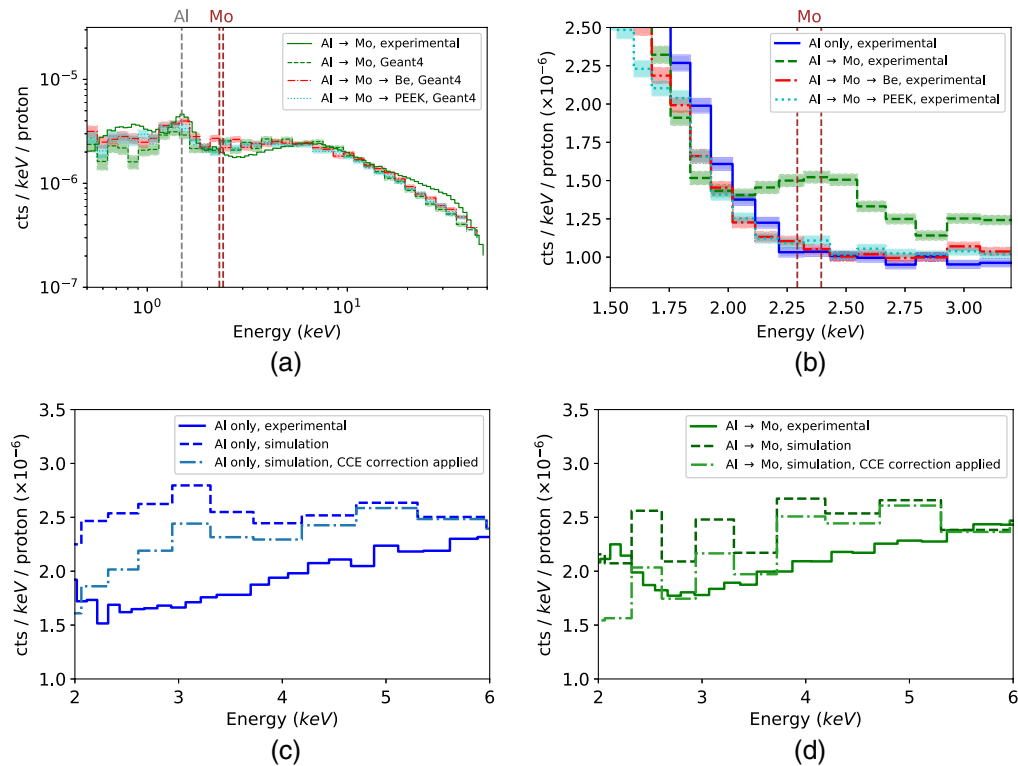 Al Mo
Al → Mo, experimental
Al → Mo, Geant4
Al → Mo → Be, Geant4
Al → Mo → PEEK, Geant4
cts / keV / proton
10⁻⁵
10⁻⁶
10⁻⁷
10⁰ 10¹
Energy (keV)
(a)
Mo
Al only, experimental
Al → Mo, experimental
Al → Mo → Be, experimental
Al → Mo → PEEK, experimental
cts / keV / proton (×10⁻⁶)
2.50
2.25
2.00
1.75
1.50
1.25
1.00
1.50 1.75 2.00 2.25 2.50 2.75 3.00
Energy (keV)
(b)
Al only, experimental
Al only, simulation
Al only, simulation, CCE correction applied
cts / keV / proton (×10⁻⁶)
3.5
3.0
2.5
2.0
1.5
1.0
2 3 4 5 6
Energy (keV)
(c)
Al → Mo, experimental
Al → Mo, simulation
Al → Mo, simulation, CCE correction applied
cts / keV / proton (×10⁻⁶)
3.5
3.0
2.5
2.0
1.5
1.0
2 3 4 5 6
Energy (keV)
(d)